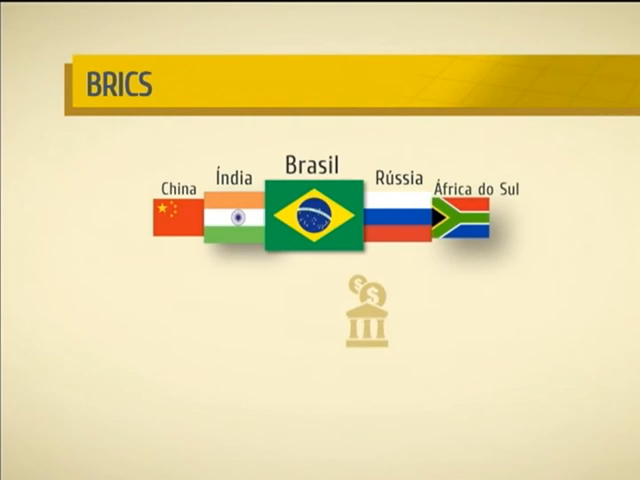 BRICS
China
Índia
Brasil
Rússia
África do Sul
$
$